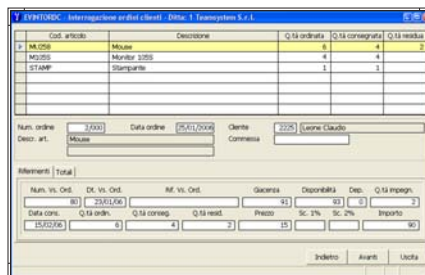 EVINTORDC - Interrogazione ordini clienti - Ditta: 1 Teamsystem S.r.l.
Cod. articolo Descrizione Q.tà ordinata Q.tà consegnata Q.tà residua
MU258 Mouse 6 4 2
M105S Monitor 105S 4 4
STAMP Stampante 1 1
Num. ordine 2/000 Data ordine 25/01/2006 Cliente 2225 Leone Claudio
Descr. art. Mouse Commessa
Riferimenti Totali
Num. Vs. Ord. Dt. Vs. Ord. Rif. Vs. Ord. Giacenza Disponibilità Dep. Q.tà impegn.
80 23/01/06 91 93 0 2
Data cons. Q.tà ordin. Q.tà conseg. Q.tà resid. Prezzo Sc. 1% Sc. 2% Importo
15/02/06 6 4 2 15 90
Indietro Avanti Uscita